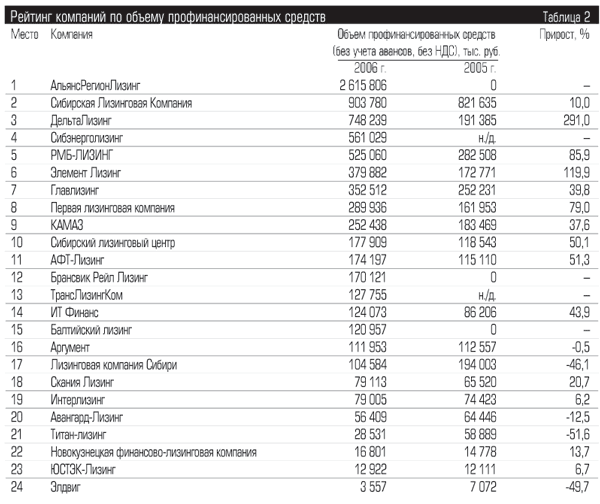 Рейтинг компаний по объему профинансированных средств Таблица 2
Место Компания Объем профинансированных средств Прирост, %
(без учета авансов, без НДС), тыс. руб.
2006 г. 2005 г.
1 АльянсРегионЛизинг 2 615 806 0 –
2 Сибирская Лизинговая Компания 903 780 821 635 10,0
3 ДельтаЛизинг 748 239 191 385 291,0
4 Сибэнерголизинг 561 029 н./д. –
5 РМБ-ЛИЗИНГ 525 060 282 508 85,9
6 Элемент Лизинг 379 882 172 771 119,9
7 Главлизинг 352 512 252 231 39,8
8 Первая лизинговая компания 289 936 161 953 79,0
9 КАМАЗ 252 438 183 469 37,6
10 Сибирский лизинговый центр 177 909 118 543 50,1
11 АФТ-Лизинг 174 197 115 110 51,3
12 Брансвик Рейл Лизинг 170 121 0 –
13 ТрансЛизингКом 127 755 н./д. –
14 ИТ Финанс 124 073 86 206 43,9
15 Балтийский лизинг 120 957 0 –
16 Аргумент 111 953 112 557 -0,5
17 Лизинговая компания Сибири 104 584 194 003 -46,1
18 Скания Лизинг 79 113 65 520 20,7
19 Интерлизинг 79 005 74 423 6,2
20 Авангард-Лизинг 56 409 64 446 -12,5
21 Титан-лизинг 28 531 58 889 -51,6
22 Новокузнецкая финансово-лизинговая компания 16 801 14 778 13,7
23 ЮСТЭК-Лизинг 12 922 12 111 6,7
24 Элдвиг 3 557 7 072 -49,7